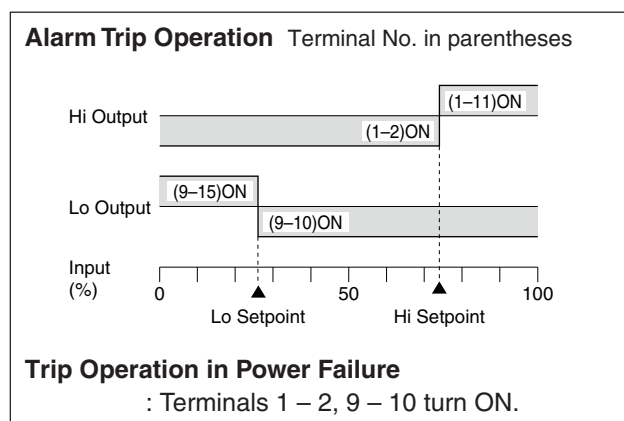 Alarm Trip Operation Terminal No. in parentheses
(1–11)ON
Hi Output
(1–2)ON
(9–15)ON
Lo Output
(9–10)ON
Input
(%)
0 50 100
Lo Setpoint Hi Setpoint
Trip Operation in Power Failure
: Terminals 1 – 2, 9 – 10 turn ON.